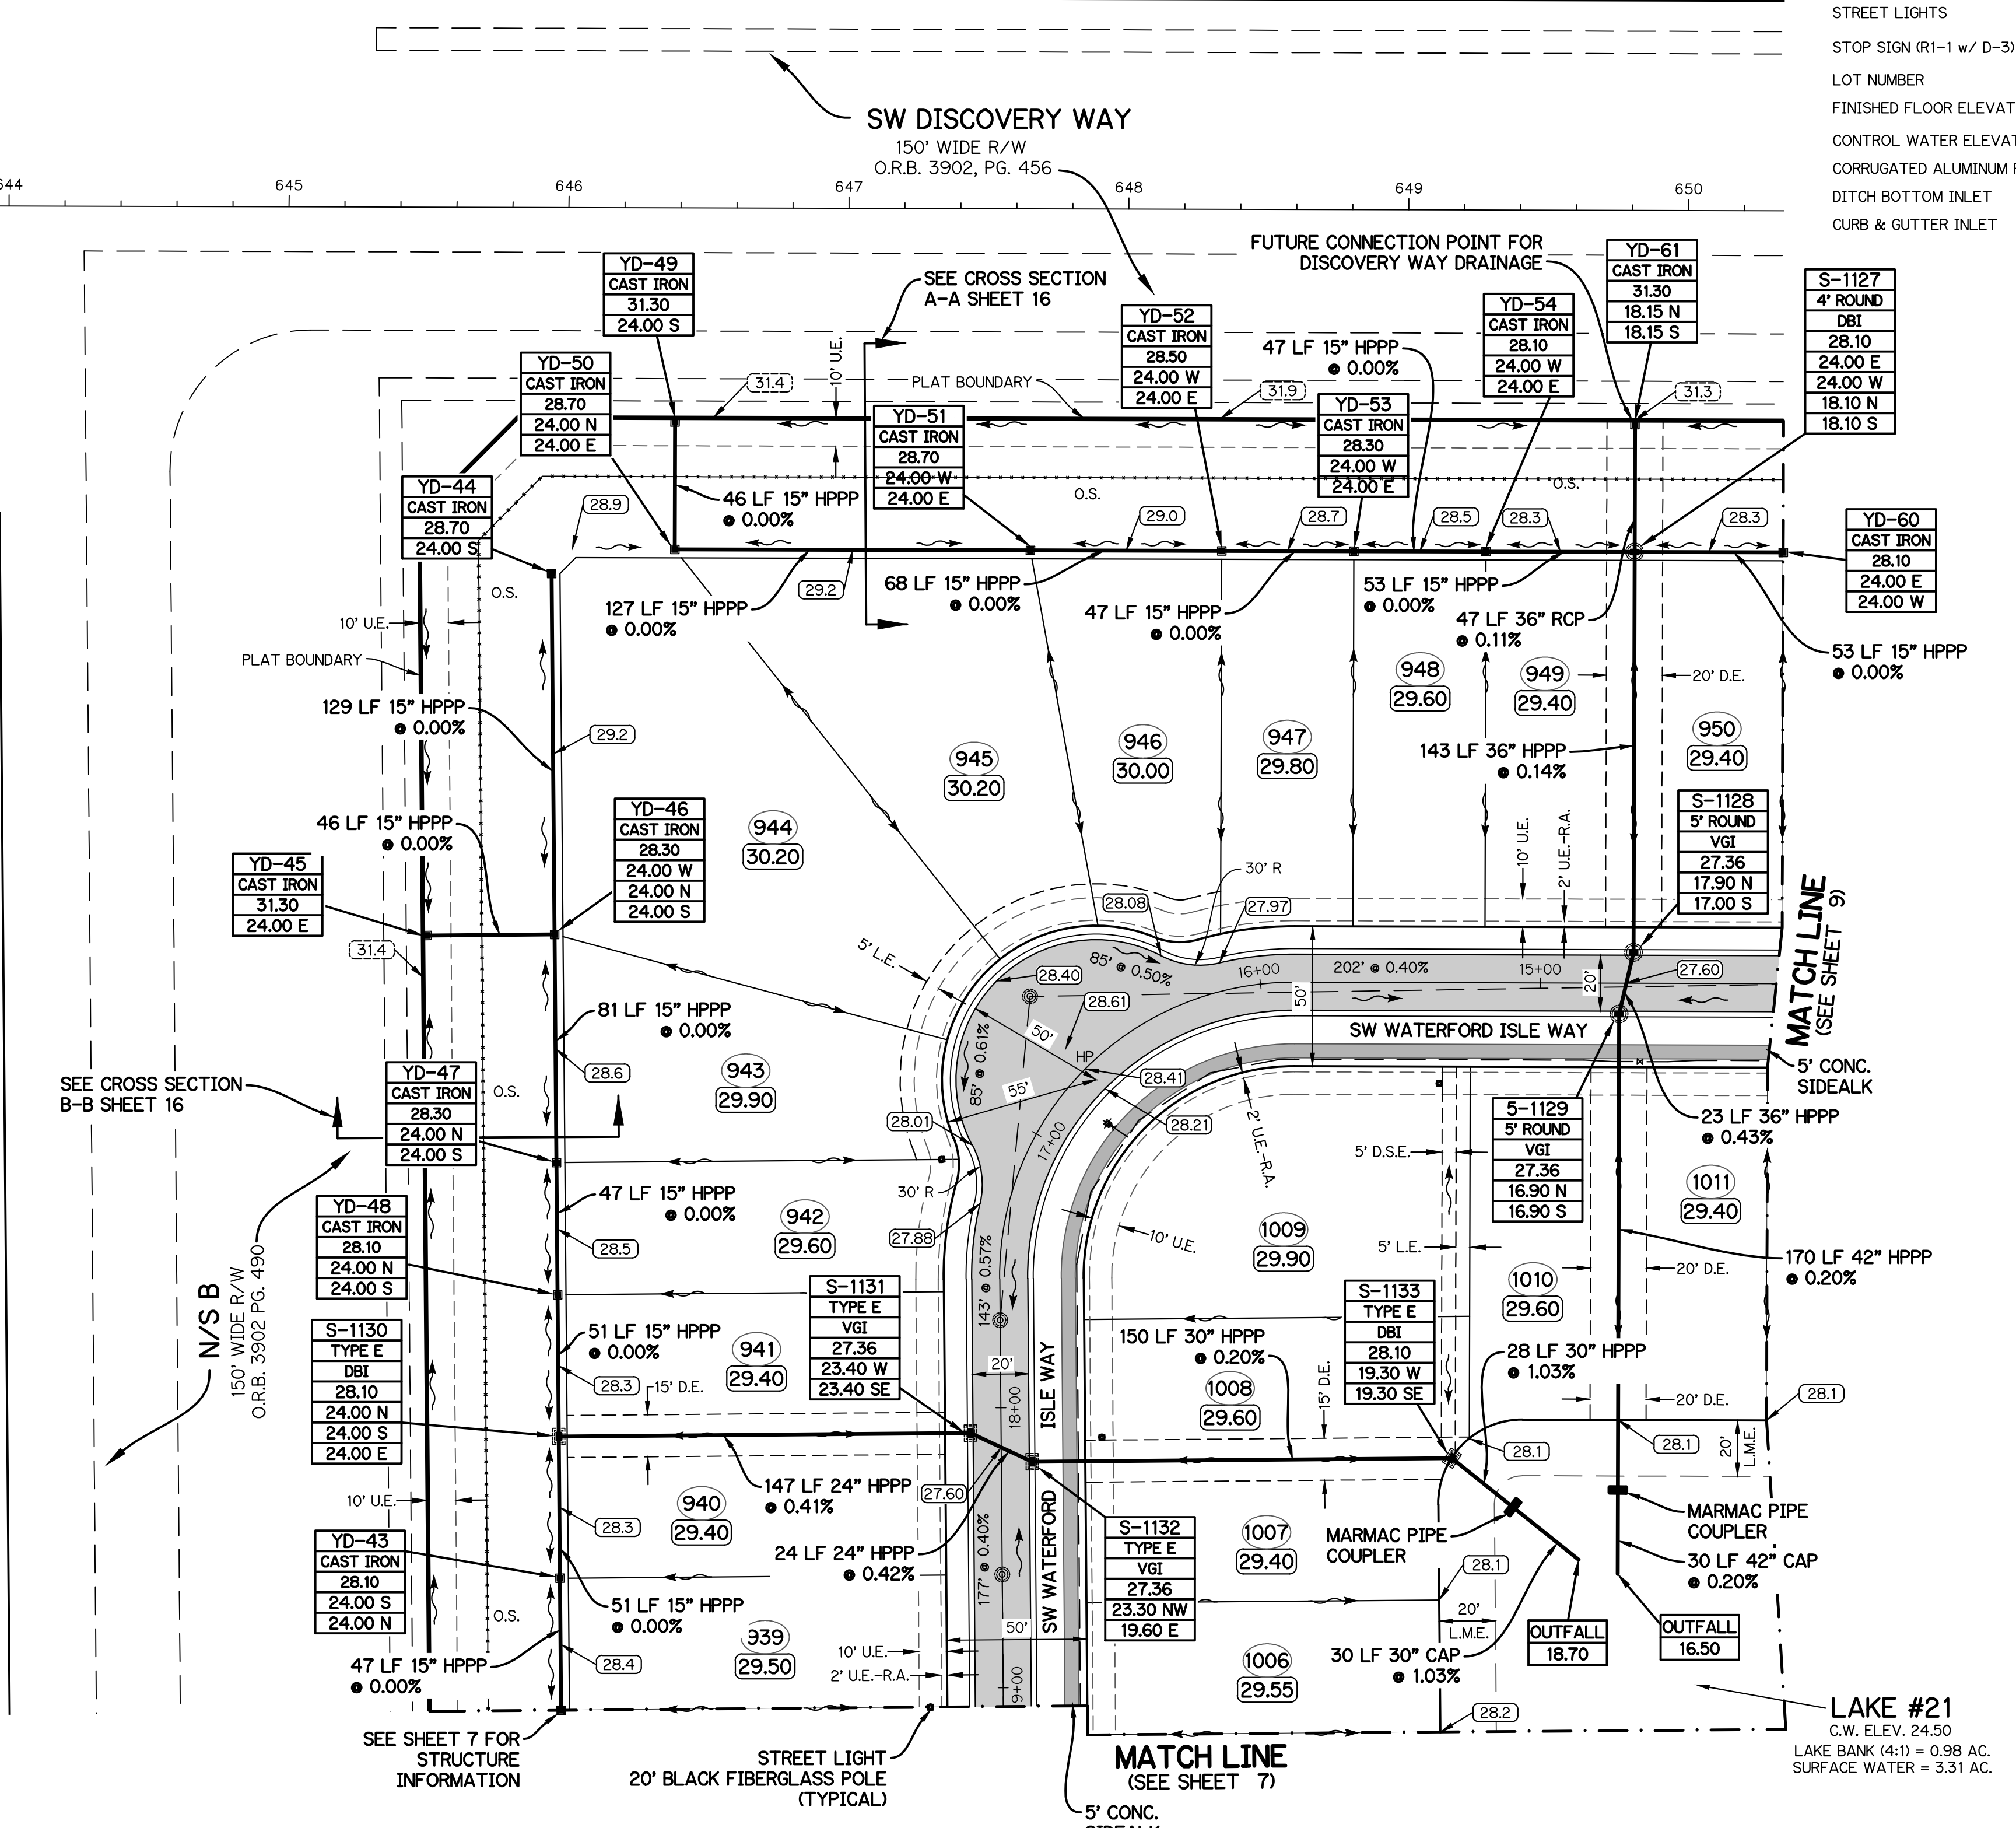 STREET LIGHTS
STOP SIGN (R1-1 w/ D-3)
LOT NUMBER
FINISHED FLOOR ELEVAT
CONTROL WATER ELEVAT
CORRUGATED ALUMINUM P
DITCH BOTTOM INLET
CURB & GUTTER INLET
SW DISCOVERY WAY
150' WIDE R/W
O.R.B. 3902, PG. 456
644
645
646
647
648
649
650
SEE CROSS SECTION
A-A SHEET 16
FUTURE CONNECTION POINT FOR
DISCOVERY WAY DRAINAGE
YD-49
CAST IRON
31.30
24.00 S
YD-50
CAST IRON
28.70
24.00 N
24.00 E
YD-44
CAST IRON
28.70
24.00 S
YD-51
CAST IRON
28.70
24.00 W
24.00 E
YD-52
CAST IRON
28.50
24.00 W
24.00 E
YD-53
CAST IRON
28.30
24.00 W
24.00 E
YD-54
CAST IRON
28.10
24.00 W
24.00 E
YD-61
CAST IRON
31.30
18.15 N
18.15 S
S-1127
4' ROUND
DBI
28.10
24.00 E
24.00 W
18.10 N
18.10 S
YD-60
CAST IRON
28.10
24.00 E
24.00 W
31.4
10' U.E.
PLAT BOUNDARY
31.9
31.3
47 LF 15" HPPP
@ 0.00%
46 LF 15" HPPP
@ 0.00%
O.S.
O.S.
28.9
29.0
28.7
28.5
28.3
28.3
127 LF 15" HPPP
@ 0.00%
29.2
68 LF 15" HPPP
@ 0.00%
47 LF 15" HPPP
@ 0.00%
53 LF 15" HPPP
@ 0.00%
47 LF 36" RCP
@ 0.11%
53 LF 15" HPPP
@ 0.00%
O.S.
10' U.E.
PLAT BOUNDARY
129 LF 15" HPPP
@ 0.00%
29.2
948
29.60
949
29.40
20' D.E.
950
29.40
945
30.20
946
30.00
947
29.80
143 LF 36" HPPP
@ 0.14%
944
30.20
46 LF 15" HPPP
@ 0.00%
YD-46
CAST IRON
28.30
24.00 W
24.00 N
24.00 S
YD-45
CAST IRON
31.30
24.00 E
31.4
10' U.E.
2' U.E.-R.A.
S-1128
5' ROUND
VGI
27.36
17.90 N
17.00 S
MATCH LINE
(SEE SHEET 9)
30' R
28.08
27.97
5' L.E.
28.40
85' @ 0.50%
28.61
16+00
202' @ 0.40%
15+00
20'
27.60
50'
50'
SW WATERFORD ISLE WAY
HP
28.41
85' @ 0.61%
55'
5' CONC.
SIDEALK
81 LF 15" HPPP
@ 0.00%
28.6
943
29.90
SEE CROSS SECTION
B-B SHEET 16
YD-47
CAST IRON
28.30
24.00 N
24.00 S
O.S.
28.01
17+00
28.21
2' U.E.-R.A.
5-1129
5' ROUND
VGI
27.36
16.90 N
16.90 S
23 LF 36" HPPP
@ 0.43%
5' D.S.E.
1011
29.40
30' R
47 LF 15" HPPP
@ 0.00%
942
29.60
27.88
28.5
YD-48
CAST IRON
28.10
24.00 N
24.00 S
N/S B
150' WIDE R/W
O.R.B. 3902 PG. 490
143' @ 0.57%
10' U.E.
1009
29.90
5' L.E.
170 LF 42" HPPP
@ 0.20%
1010
29.60
20' D.E.
S-1130
TYPE E
DBI
28.10
24.00 N
24.00 S
24.00 E
S-1131
TYPE E
VGI
27.36
23.40 W
23.40 SE
S-1133
TYPE E
DBI
28.10
19.30 W
19.30 SE
51 LF 15" HPPP
@ 0.00%
941
29.40
28.3
15' D.E.
20'
18+00
ISLE WAY
150 LF 30" HPPP
@ 0.20%
1008
29.60
15' D.E.
28 LF 30" HPPP
@ 1.03%
20' D.E.
28.1
28.1
28.1
20'
L.M.E.
147 LF 24" HPPP
@ 0.41%
27.60
10' U.E.
940
29.40
28.3
24 LF 24" HPPP
@ 0.42%
177' @ 0.40%
SW WATERFORD
S-1132
TYPE E
VGI
27.36
23.30 NW
19.60 E
1007
29.40
MARMAC PIPE
COUPLER
MARMAC PIPE
COUPLER
28.1
30 LF 42" CAP
@ 0.20%
YD-43
CAST IRON
28.10
24.00 S
24.00 N
O.S.
51 LF 15" HPPP
@ 0.00%
939
29.50
28.4
47 LF 15" HPPP
@ 0.00%
50'
10' U.E.
2' U.E.-R.A.
9+00
20'
L.M.E.
1006
29.55
30 LF 30" CAP
@ 1.03%
OUTFALL
18.70
OUTFALL
16.50
28.2
LAKE #21
C.W. ELEV. 24.50
LAKE BANK (4:1) = 0.98 AC.
SURFACE WATER = 3.31 AC.
SEE SHEET 7 FOR
STRUCTURE
INFORMATION
STREET LIGHT
20' BLACK FIBERGLASS POLE
(TYPICAL)
MATCH LINE
(SEE SHEET 7)
5' CONC.
SIDEALK